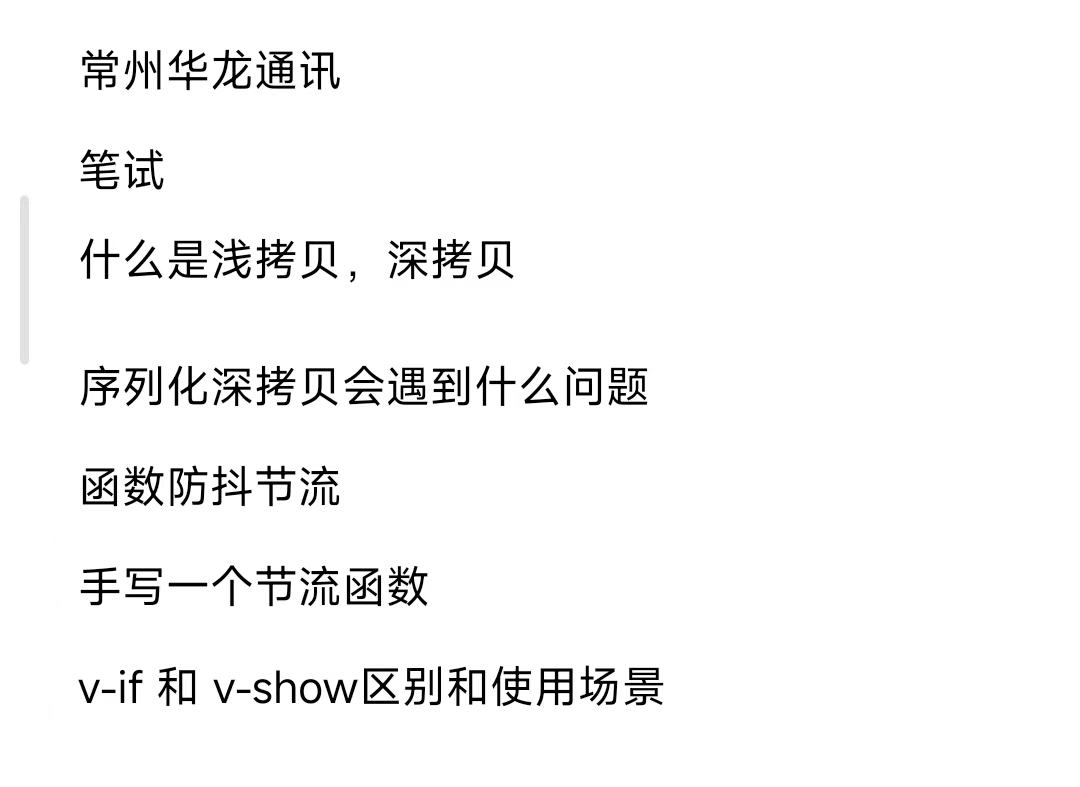 常州华龙通讯
笔试
什么是浅拷贝，深拷贝
序列化深拷贝会遇到什么问题
函数防抖节流
手写一个节流函数
v-if 和 v-show区别和使用场景